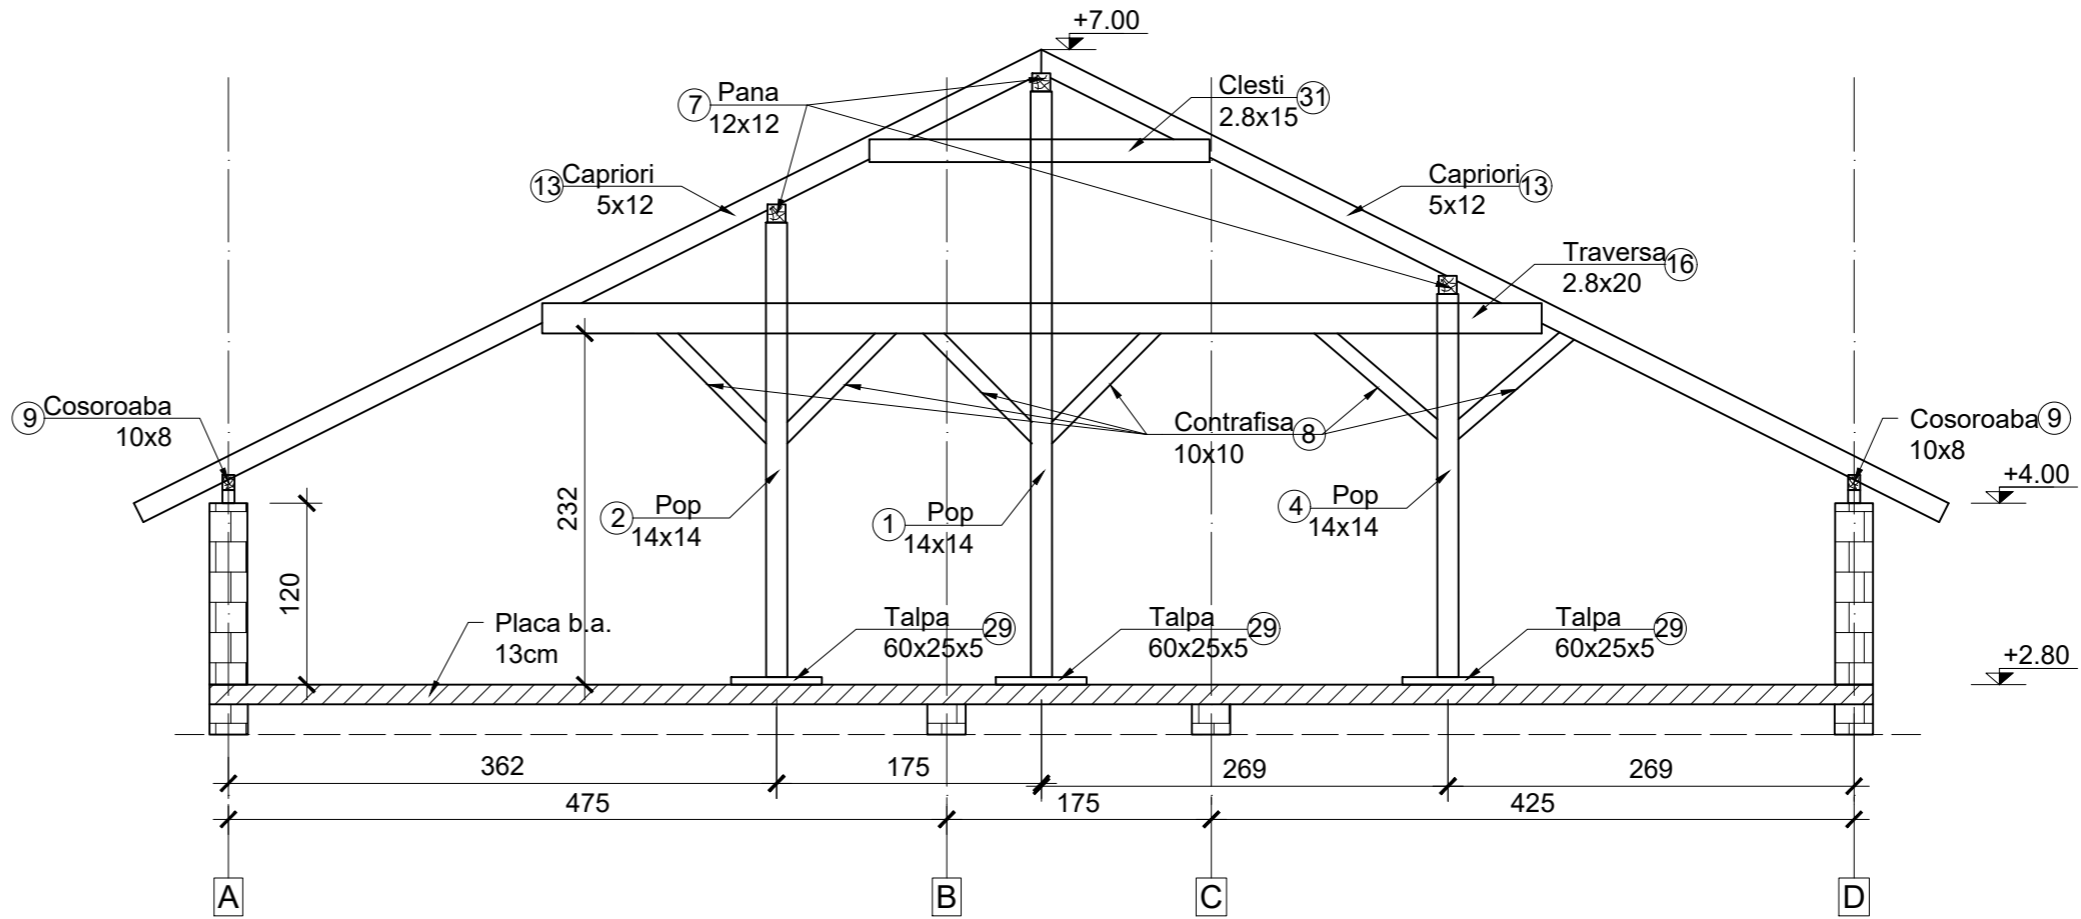 +7.00
7 Pana
12x12
Clesti 31
2.8x15
13 Capriori
5x12
Capriori 13
5x12
Traversa 16
2.8x20
9 Cosoroaba
10x8
Contrafisa 8
10x10
Cosoroaba 9
10x8
+4.00
232
2 Pop
14x14
1 Pop
14x14
4 Pop
14x14
120
Placa b.a.
13cm
Talpa 29
60x25x5
Talpa 29
60x25x5
Talpa 29
60x25x5
+2.80
362 175 269 269
475 175 425
A B C D